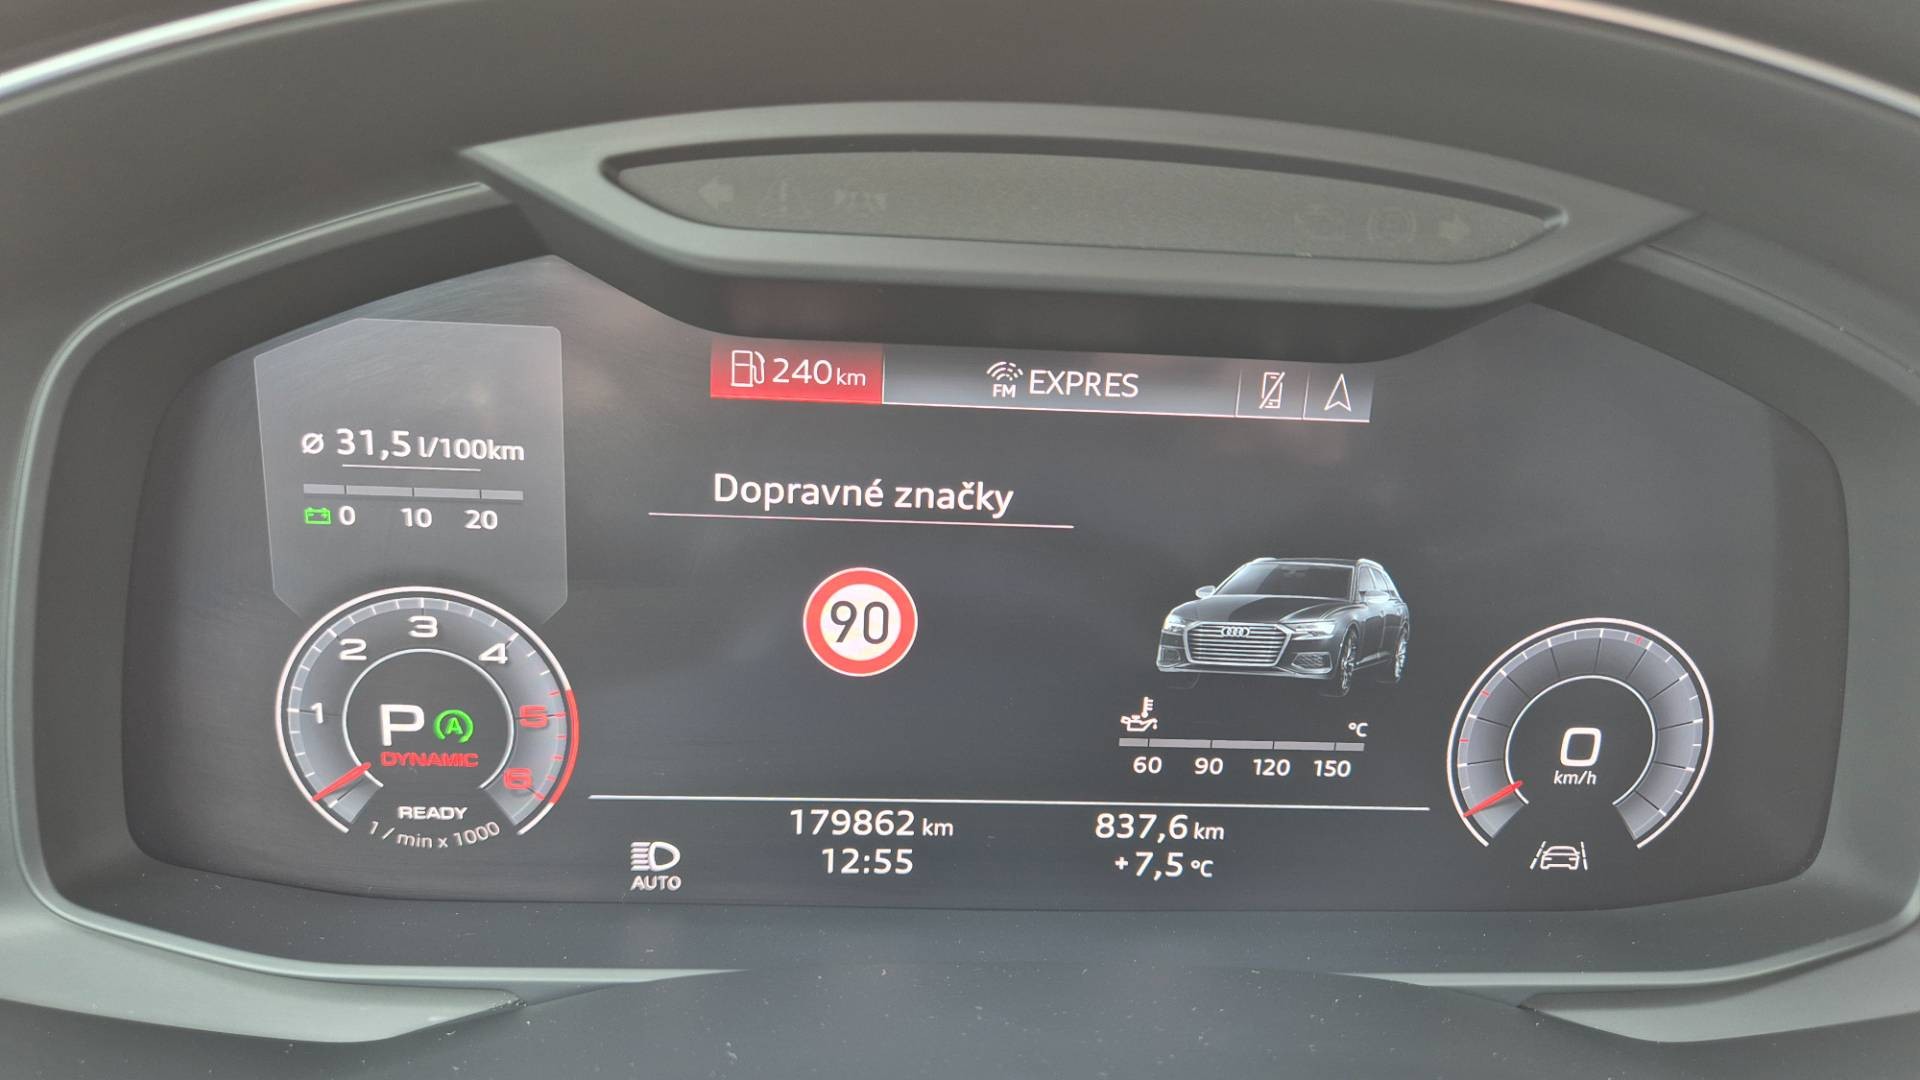 240 km
FM EXPRES
ø 31,5 l/100km
0 10 20
Dopravné značky
90
1 2 3 4 5 6
P A
DYNAMIC
READY
1 / min x 1000
°C
60 90 120 150
0
km/h
AUTO
179862 km
12:55
837,6 km
+7,5 °C